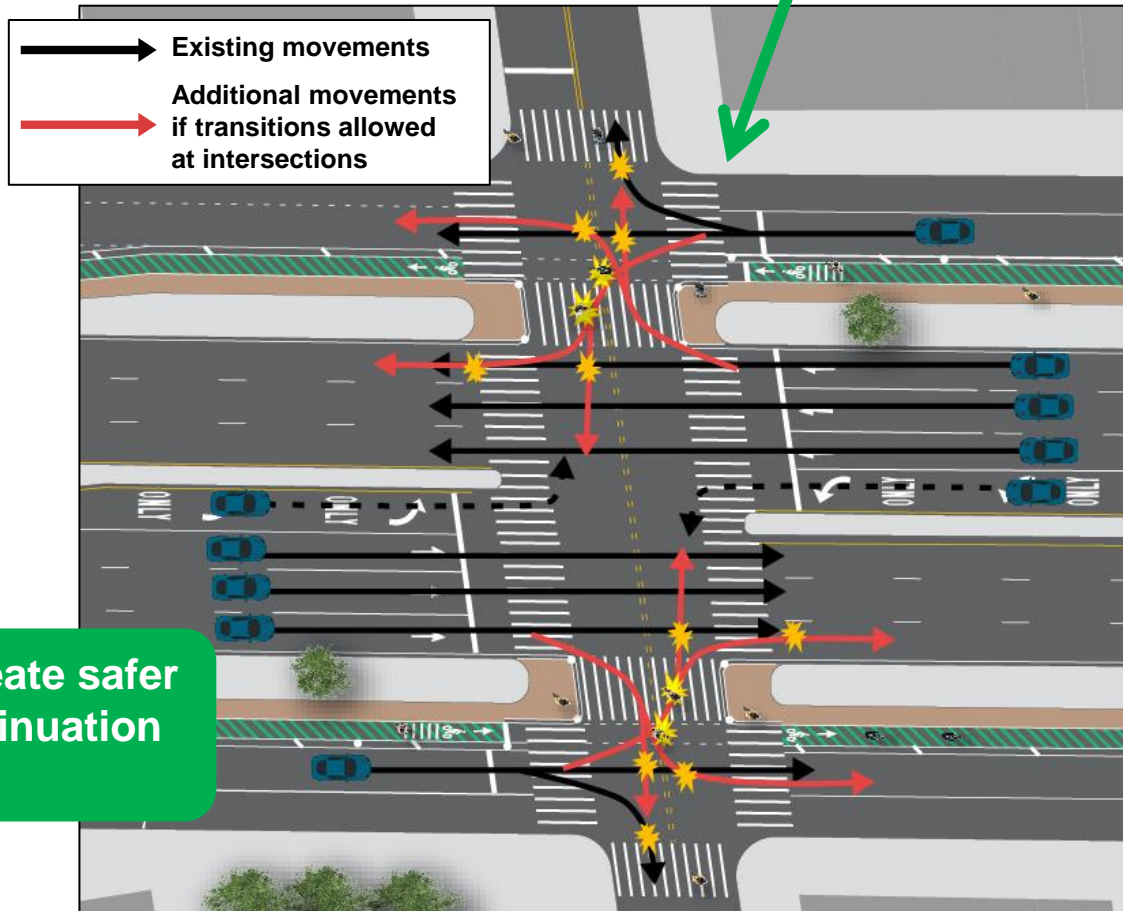 Existing movements
Additional movements
if transitions allowed
at intersections
ONLY
ONLY
ONLY
ONLY
eate safer
inuation